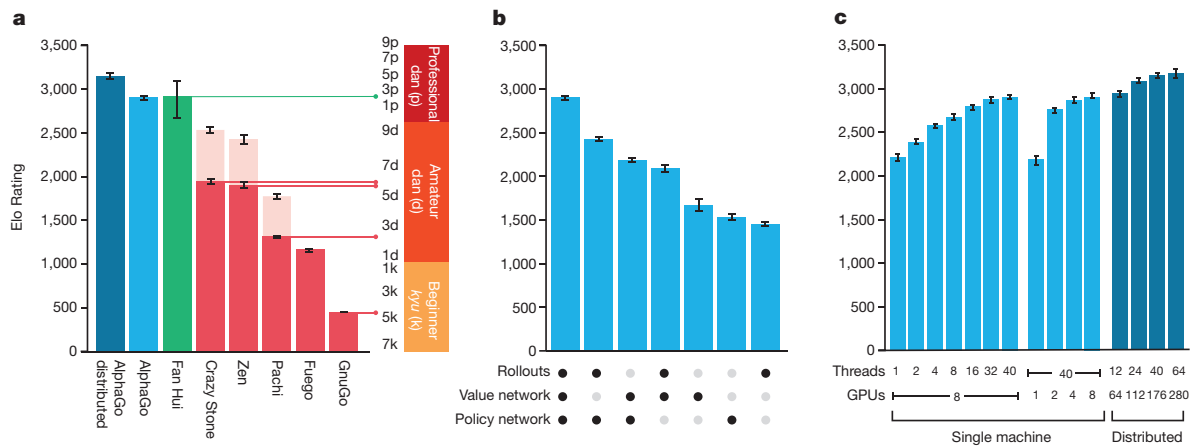 a
Elo Rating
3,500
3,000
2,500
2,000
1,500
1,000
500
0
AlphaGo distributed
AlphaGo
Fan Hui
Crazy Stone
Zen
Pachi
Fuego
GnuGo
9p
7p
5p
3p
1p
9d
7d
5d
3d
1d
1k
3k
5k
7k
Professional dan (p)
Amateur dan (d)
Beginner kyu (k)
b
3,500
3,000
2,500
2,000
1,500
1,000
500
0
Rollouts
Value network
Policy network
c
3,500
3,000
2,500
2,000
1,500
1,000
500
0
Threads 1 2 4 8 16 32 40 40 12 24 40 64
GPUs 8 1 2 4 8 64 112 176 280
Single machine Distributed